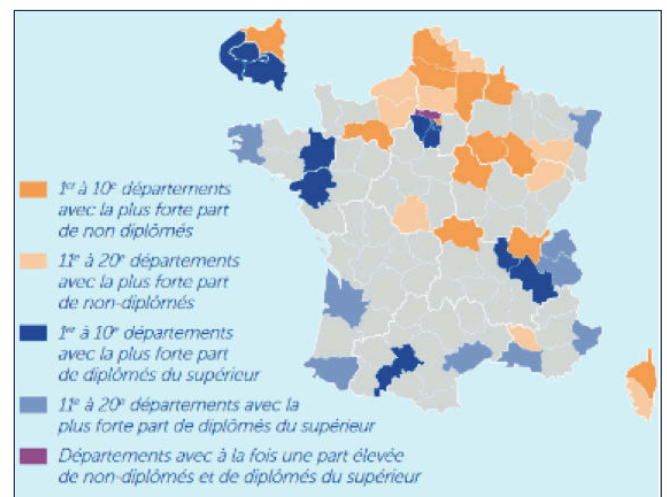 1er à 10e départements
avec la plus forte part
de non diplômés
11e à 20e départements
avec la plus forte part
de non-diplômés
1er à 10e départements
avec la plus forte part
de diplômés du supérieur
11e à 20e départements avec la
plus forte part de diplômés du supérieur
Départements avec à la fois une part élevée
de non-diplômés et de diplômés du supérieur